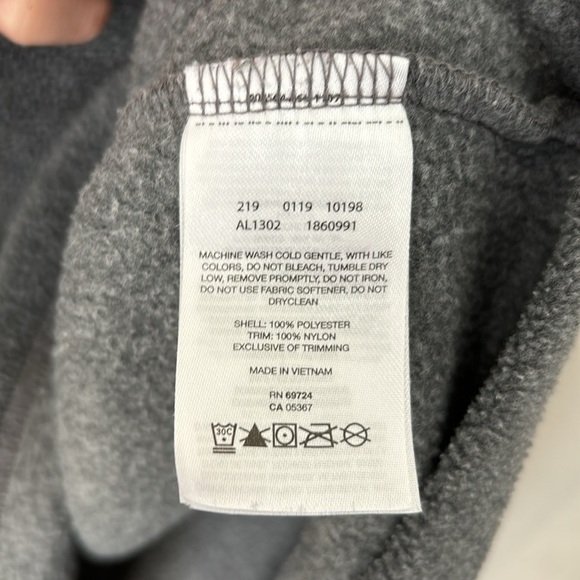 219 0119 10198
AL1302 1860991
MACHINE WASH COLD GENTLE, WITH LIKE
COLORS, DO NOT BLEACH, TUMBLE DRY
LOW, REMOVE PROMPTLY, DO NOT IRON,
DO NOT USE FABRIC SOFTENER, DO NOT
DRYCLEAN
SHELL: 100% POLYESTER
TRIM: 100% NYLON
EXCLUSIVE OF TRIMMING
MADE IN VIETNAM
RN 69724
CA 05367
30C